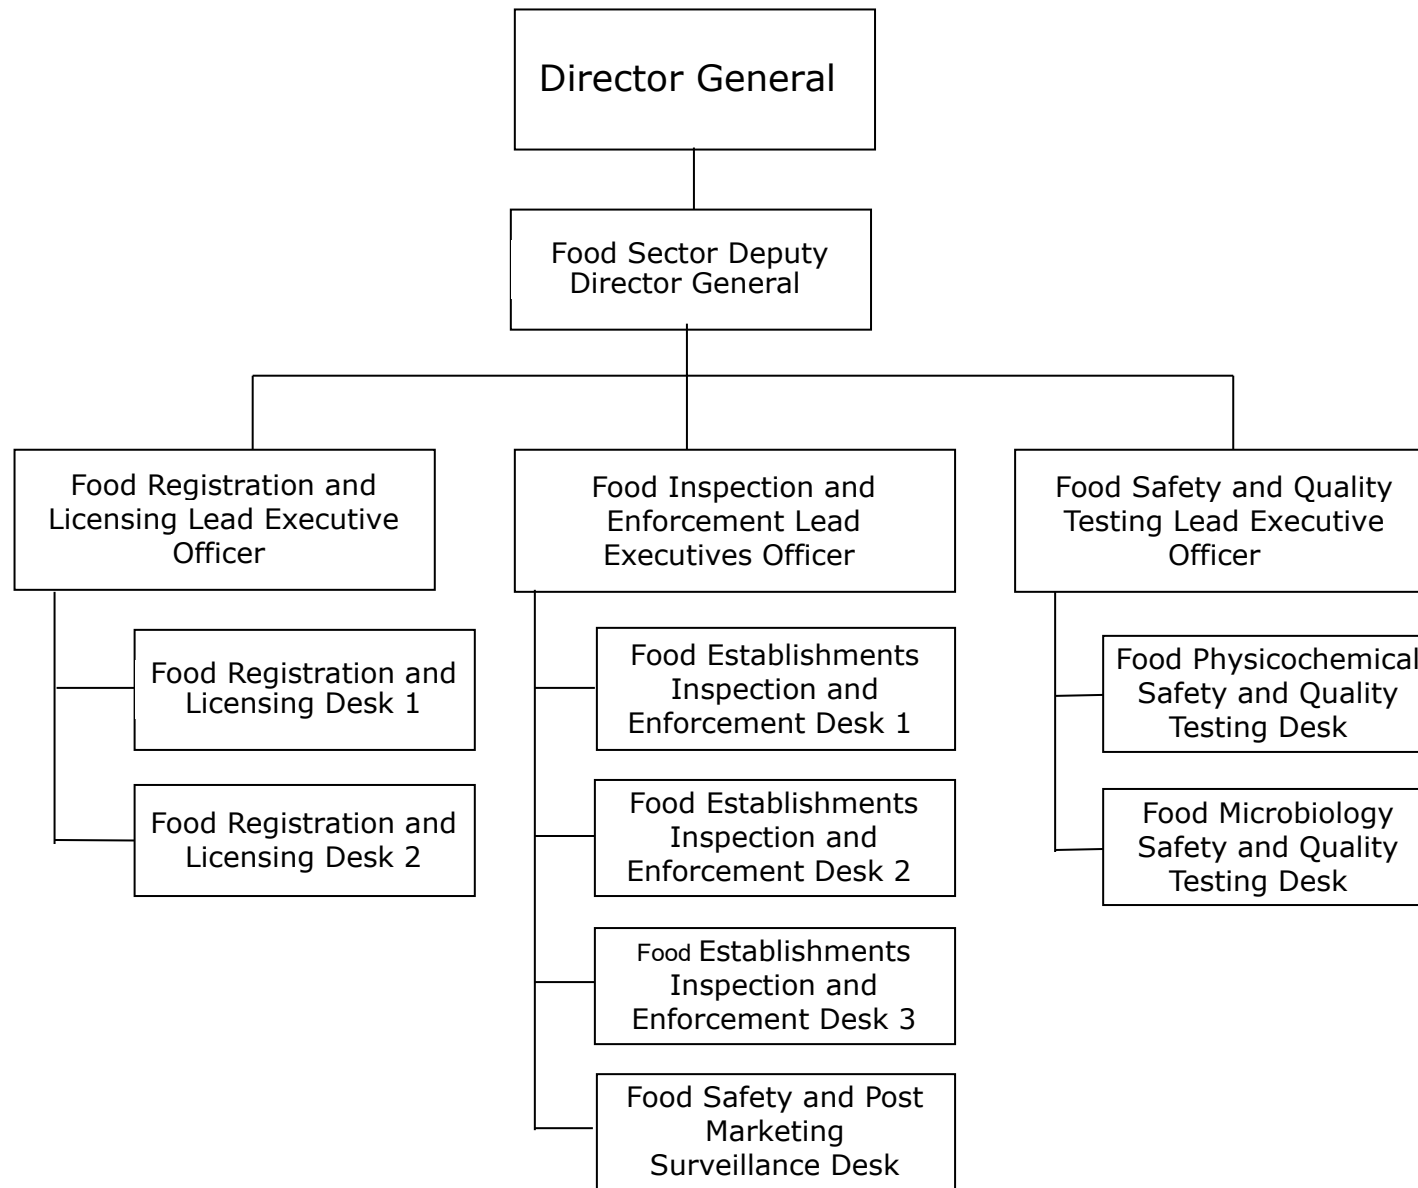 Director General
Food Sector Deputy
Director General
Food Registration and
Licensing Lead Executive
Officer
Food Inspection and
Enforcement Lead
Executives Officer
Food Safety and Quality
Testing Lead Executive
Officer
Food Registration and
Licensing Desk 1
Food Registration and
Licensing Desk 2
Food Establishments
Inspection and
Enforcement Desk 1
Food Establishments
Inspection and
Enforcement Desk 2
Food Establishments
Inspection and
Enforcement Desk 3
Food Safety and Post
Marketing
Surveillance Desk
Food Physicochemical
Safety and Quality
Testing Desk
Food Microbiology
Safety and Quality
Testing Desk